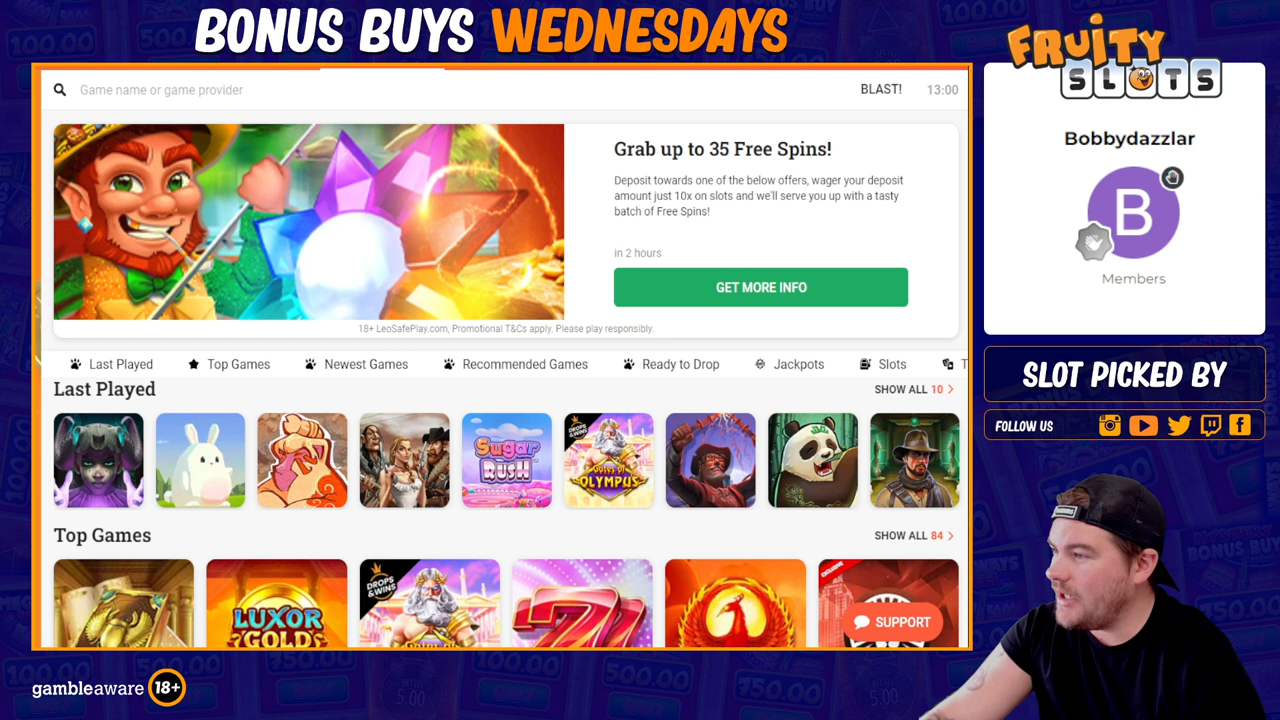 BONUS BUYS WEDNESDAYS
FRUITY
SLOTS
Game name or game provider
BLAST!
13:00
Grab up to 35 Free Spins!
Deposit towards one of the below offers, wager your deposit
amount just 10x on slots and we'll serve you up with a tasty
batch of Free Spins!
in 2 hours
GET MORE INFO
18+ LeoSafePlay.com, Promotional T&Cs apply. Please play responsibly.
Last Played
Top Games
Newest Games
Recommended Games
Ready to Drop
Jackpots
Slots
T
Last Played
SHOW ALL 10
Sugar
RUSH
DROPS
&WINS
GATES OF
OLYMPUS
Top Games
SHOW ALL 84
LUXOR
GOLD
DROPS
&WINS
EXCLUSIVE
SUPPORT
Bobbydazzlar
B
Members
SLOT PICKED BY
FOLLOW US
gambleaware 18+